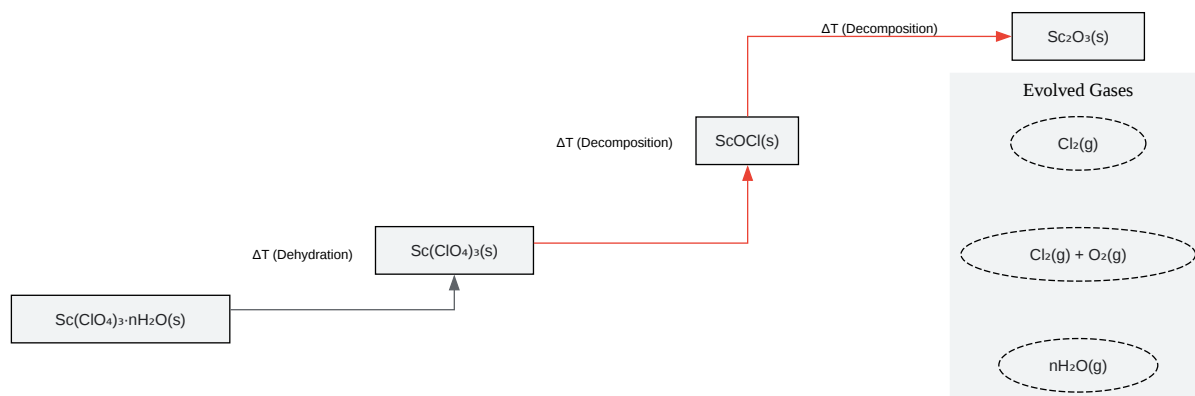 ΔT (Decomposition)
Sc₂O₃(s)
Evolved Gases
ΔT (Decomposition)
ScOCl(s)
Cl₂(g)
ΔT (Dehydration)
Sc(ClO₄)₃(s)
Cl₂(g) + O₂(g)
Sc(ClO₄)₃·nH₂O(s)
nH₂O(g)